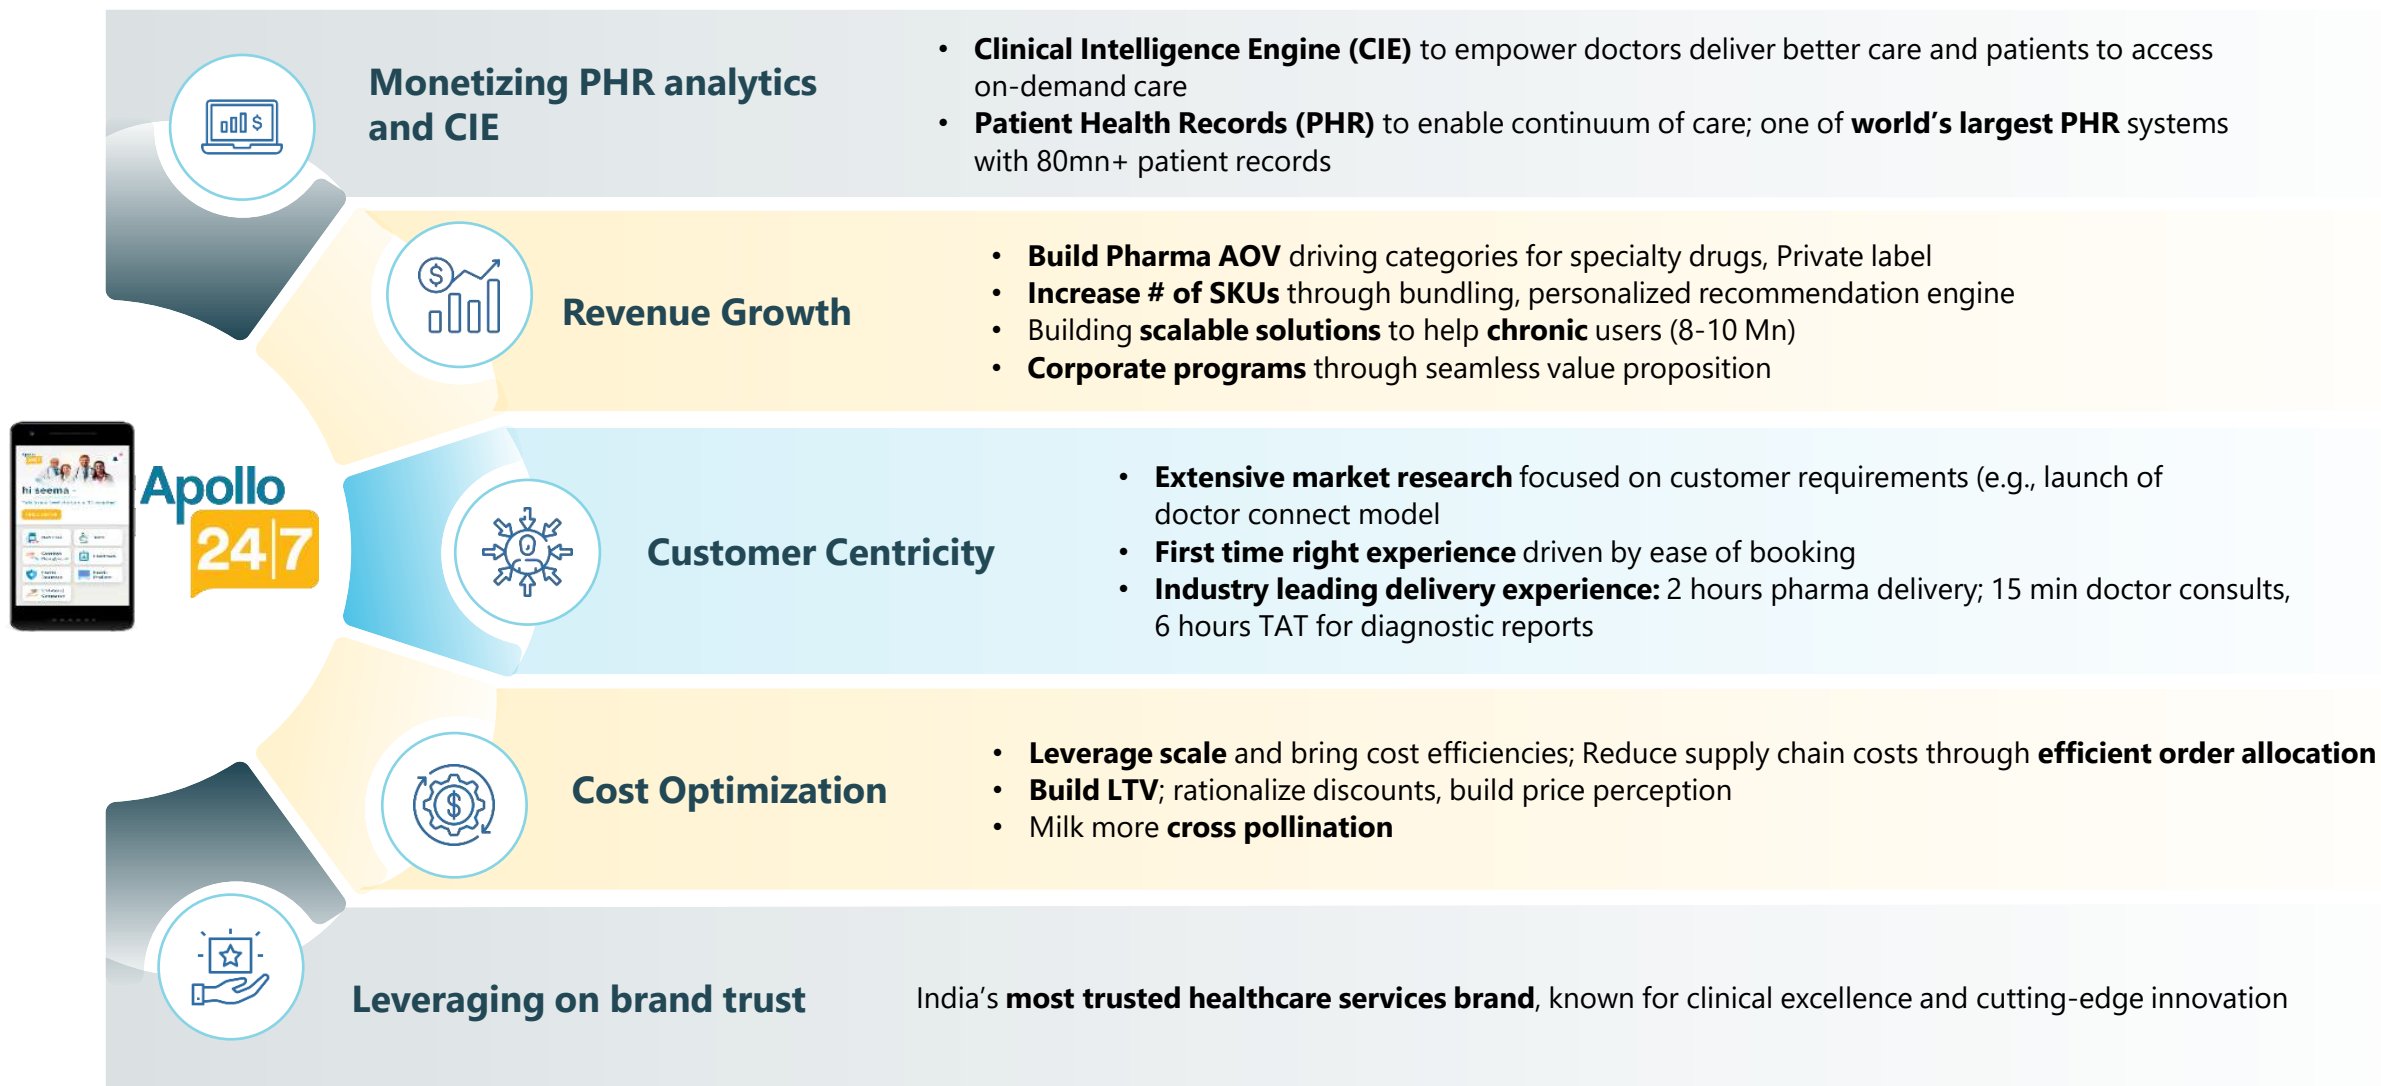 Monetizing PHR analytics
and CIE
• Clinical Intelligence Engine (CIE) to empower doctors deliver better care and patients to access
on-demand care
• Patient Health Records (PHR) to enable continuum of care; one of world's largest PHR systems
with 80mn+ patient records
Revenue Growth
• Build Pharma AOV driving categories for specialty drugs, Private label
• Increase # of SKUs through bundling, personalized recommendation engine
• Building scalable solutions to help chronic users (8-10 Mn)
• Corporate programs through seamless value proposition
hi seema
Apollo
24|7
Customer Centricity
• Extensive market research focused on customer requirements (e.g., launch of
doctor connect model
• First time right experience driven by ease of booking
• Industry leading delivery experience: 2 hours pharma delivery; 15 min doctor consults,
6 hours TAT for diagnostic reports
Cost Optimization
• Leverage scale and bring cost efficiencies; Reduce supply chain costs through efficient order allocation
• Build LTV; rationalize discounts, build price perception
• Milk more cross pollination
Leveraging on brand trust
India's most trusted healthcare services brand, known for clinical excellence and cutting-edge innovation